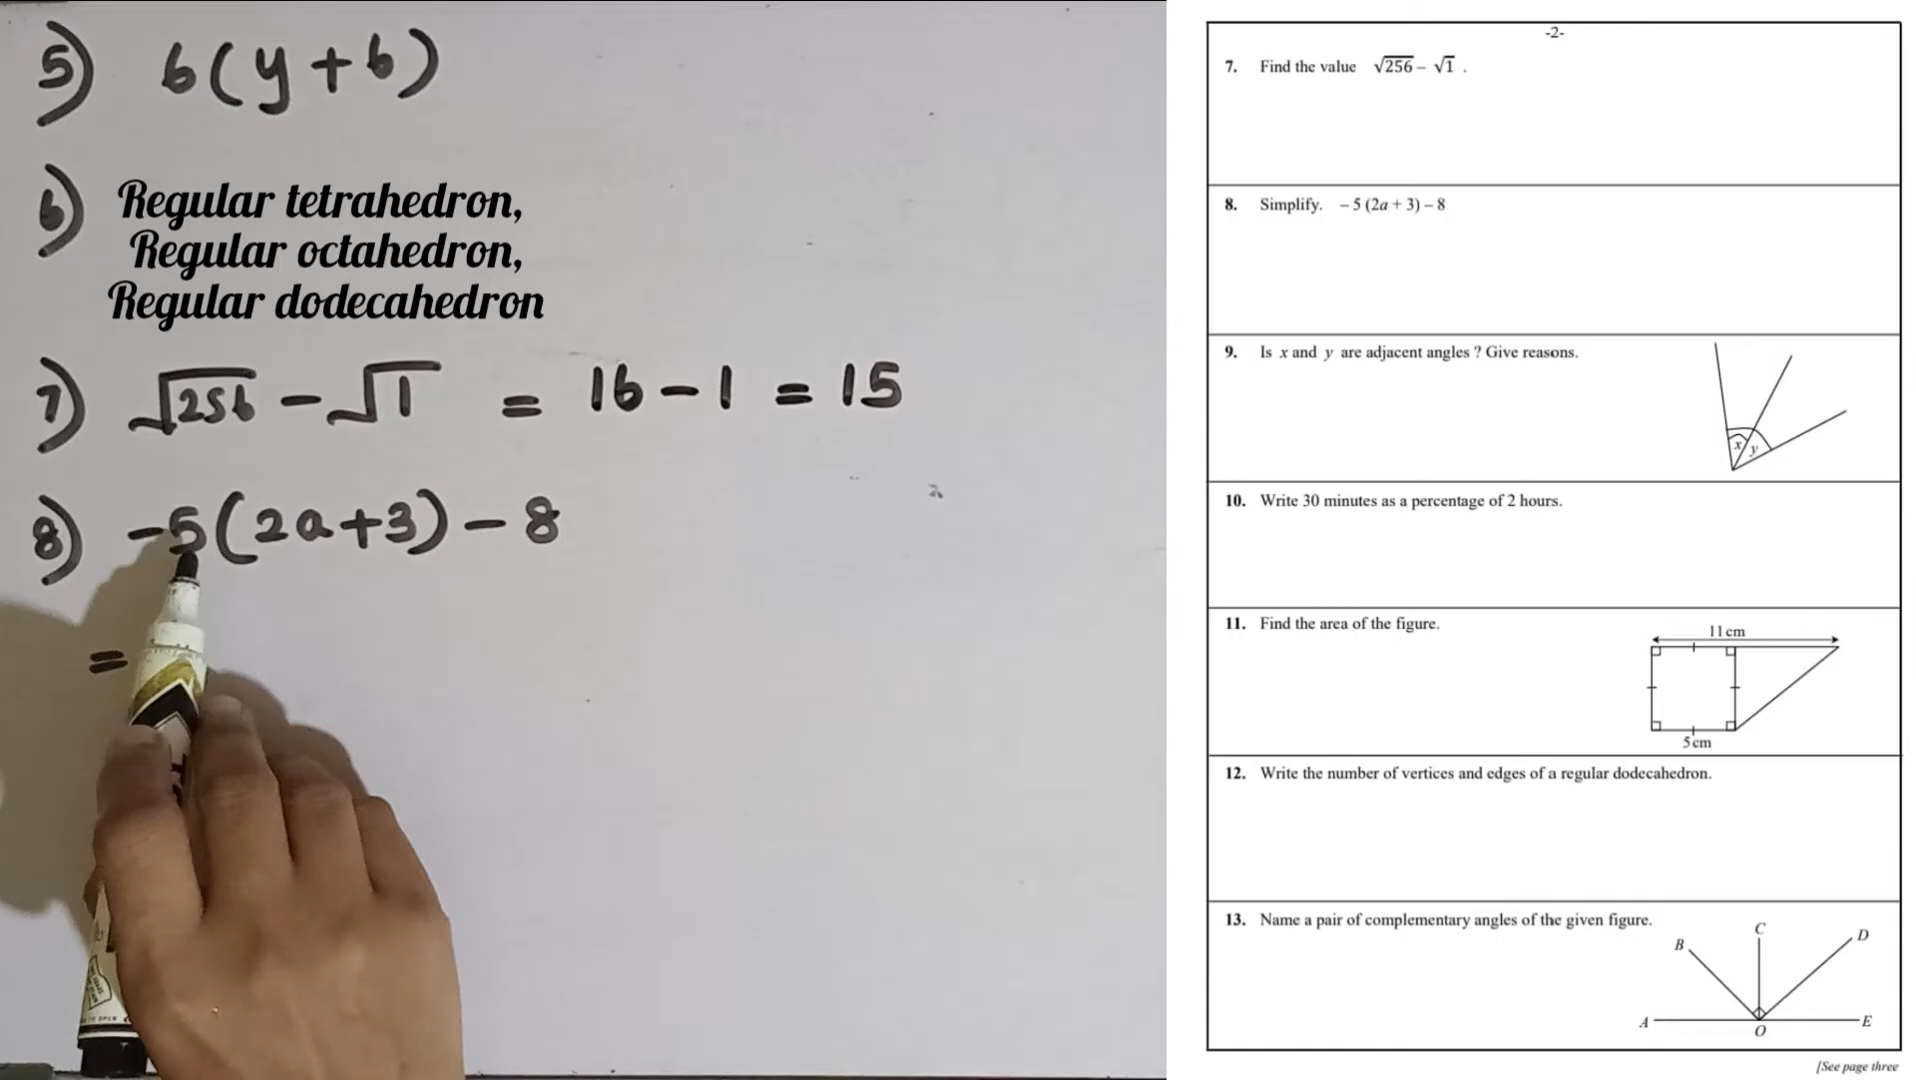 5) 6(y+6)
6) Regular tetrahedron,
Regular octahedron,
Regular dodecahedron
7) √256 - √1 = 16 - 1 = 15
8) -5(2a+3) - 8
=
-2-
7. Find the value √256 – √1 .
8. Simplify. – 5 (2a + 3) – 8
9. Is x and y are adjacent angles ? Give reasons.
x
y
10. Write 30 minutes as a percentage of 2 hours.
11. Find the area of the figure.
11cm
5cm
12. Write the number of vertices and edges of a regular dodecahedron.
13. Name a pair of complementary angles of the given figure.
C
B
D
A
E
O
[See page three